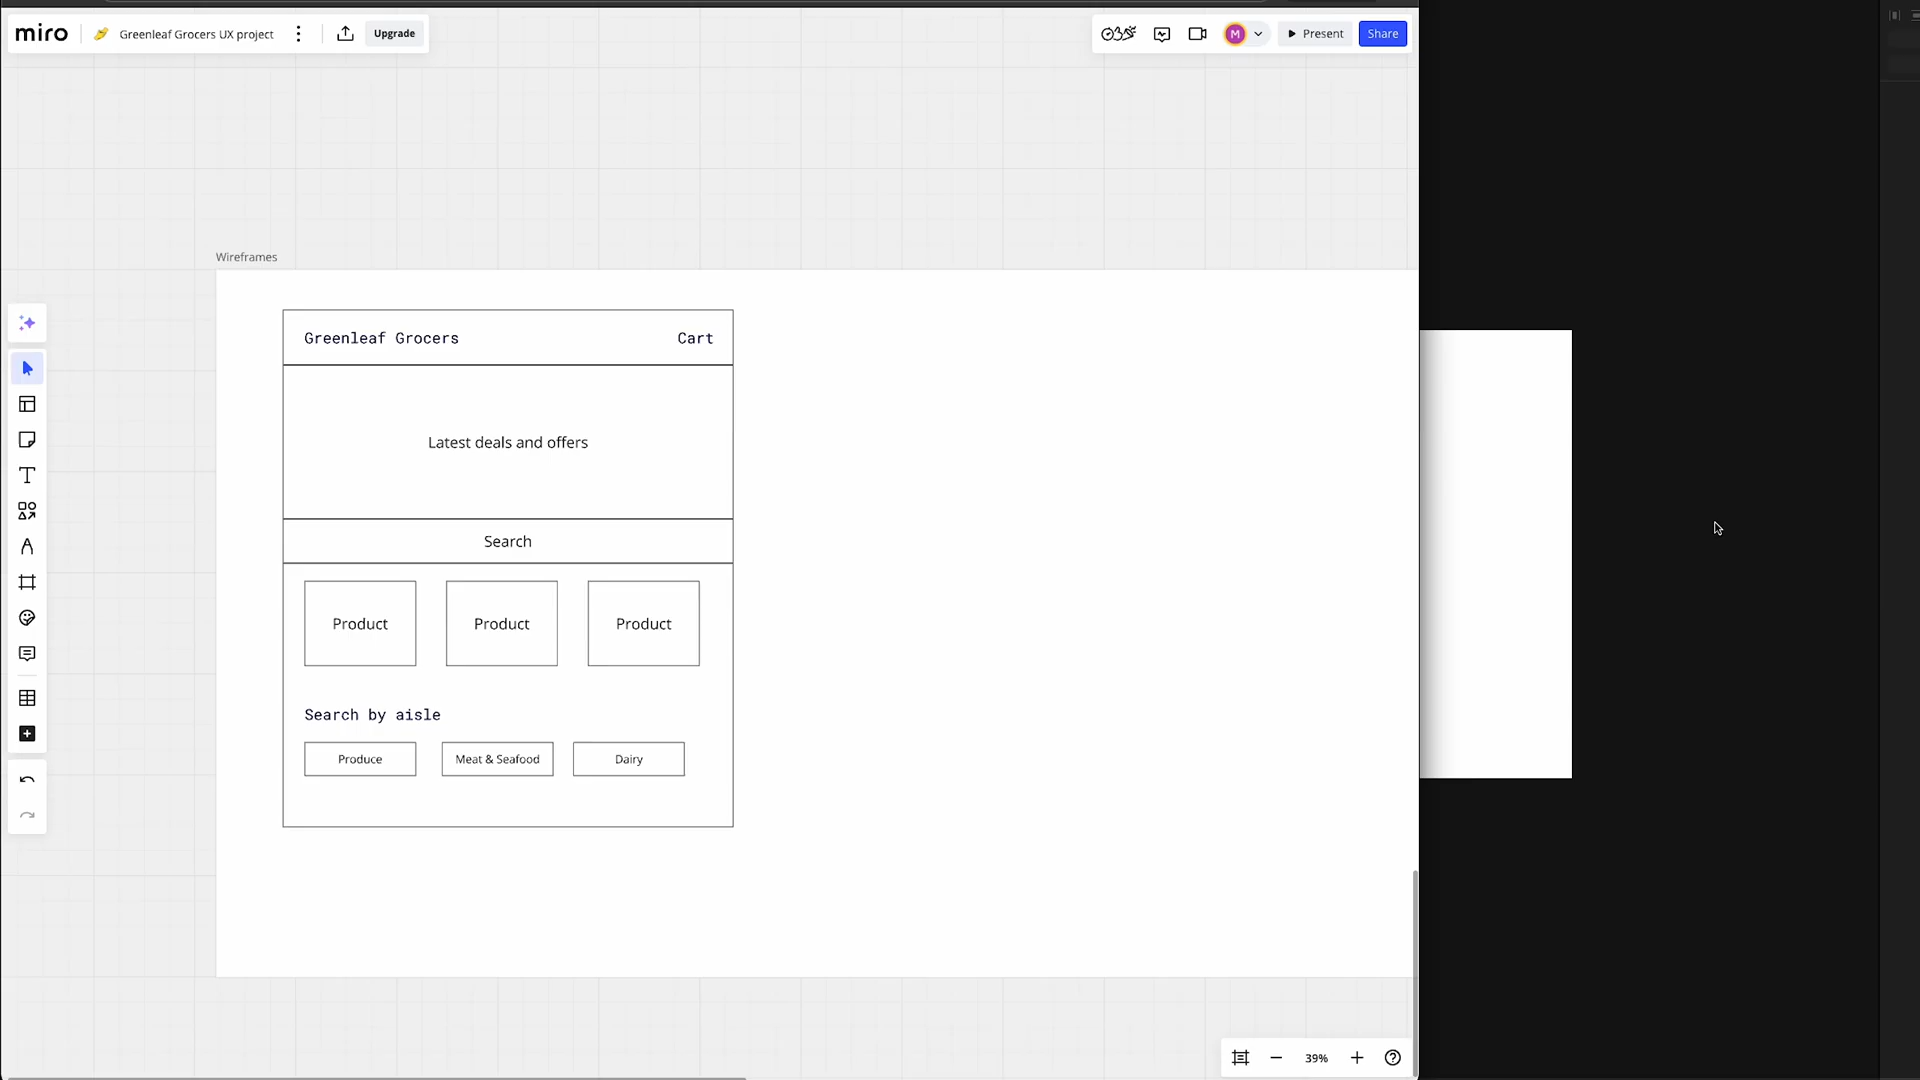 miro
Greenleaf Grocers UX project
Upgrade
M
Present
Share
Wireframes
Greenleaf Grocers
Cart
Latest deals and offers
Search
Product
Product
Product
Search by aisle
Produce
Meat & Seafood
Dairy
39%